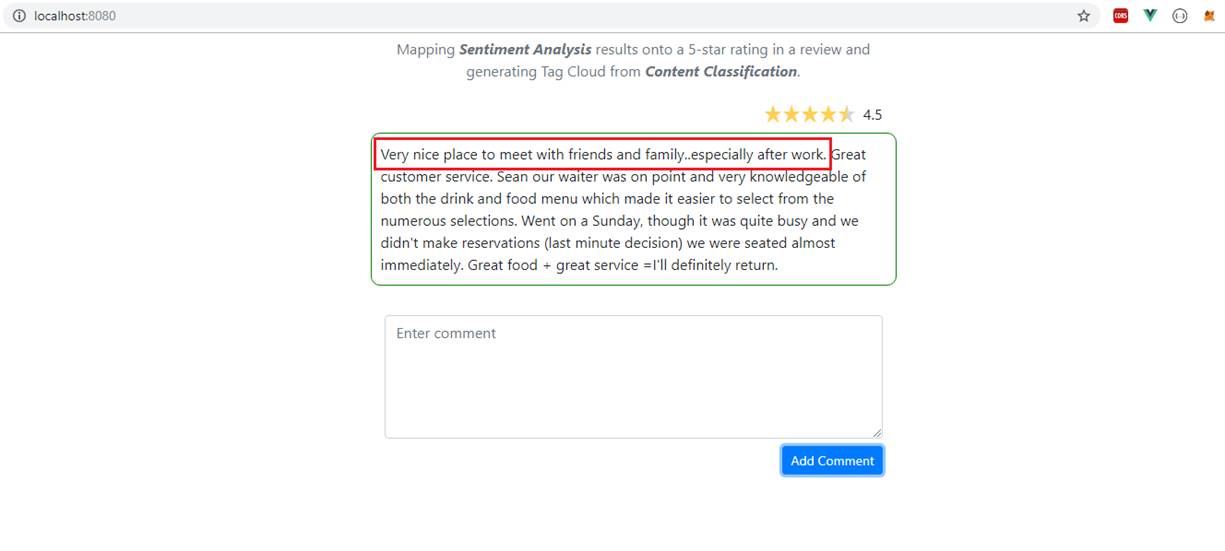 localhost:8080
CORS
Mapping Sentiment Analysis results onto a 5-star rating in a review and
generating Tag Cloud from Content Classification.
4.5
Very nice place to meet with friends and family..especially after work. Great
customer service. Sean our waiter was on point and very knowledgeable of
both the drink and food menu which made it easier to select from the
numerous selections. Went on a Sunday, though it was quite busy and we
didn't make reservations (last minute decision) we were seated almost
immediately. Great food + great service =I'll definitely return.
Enter comment
Add Comment